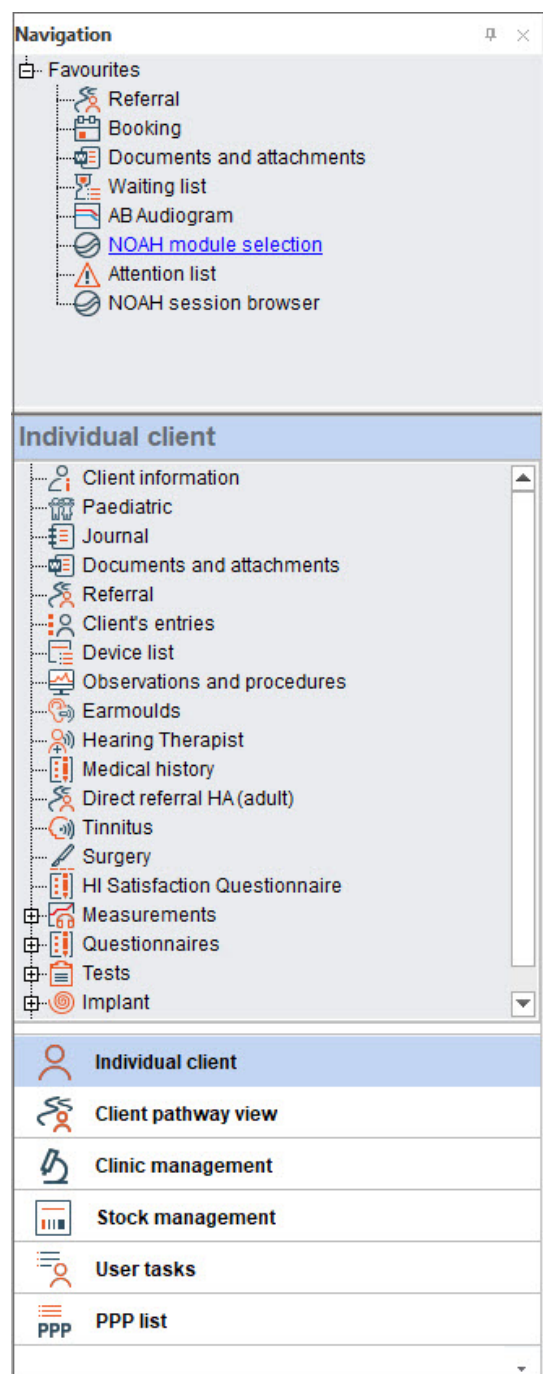 Navigation
Favourites
Referral
Booking
Documents and attachments
Waiting list
AB Audiogram
NOAH module selection
Attention list
NOAH session browser
Individual client
Client information
Paediatric
Journal
Documents and attachments
Referral
Client's entries
Device list
Observations and procedures
Earmoulds
Hearing Therapist
Medical history
Direct referral HA (adult)
Tinnitus
Surgery
HI Satisfaction Questionnaire
Measurements
Questionnaires
Tests
Implant
Individual client
Client pathway view
Clinic management
Stock management
User tasks
PPP PPP list